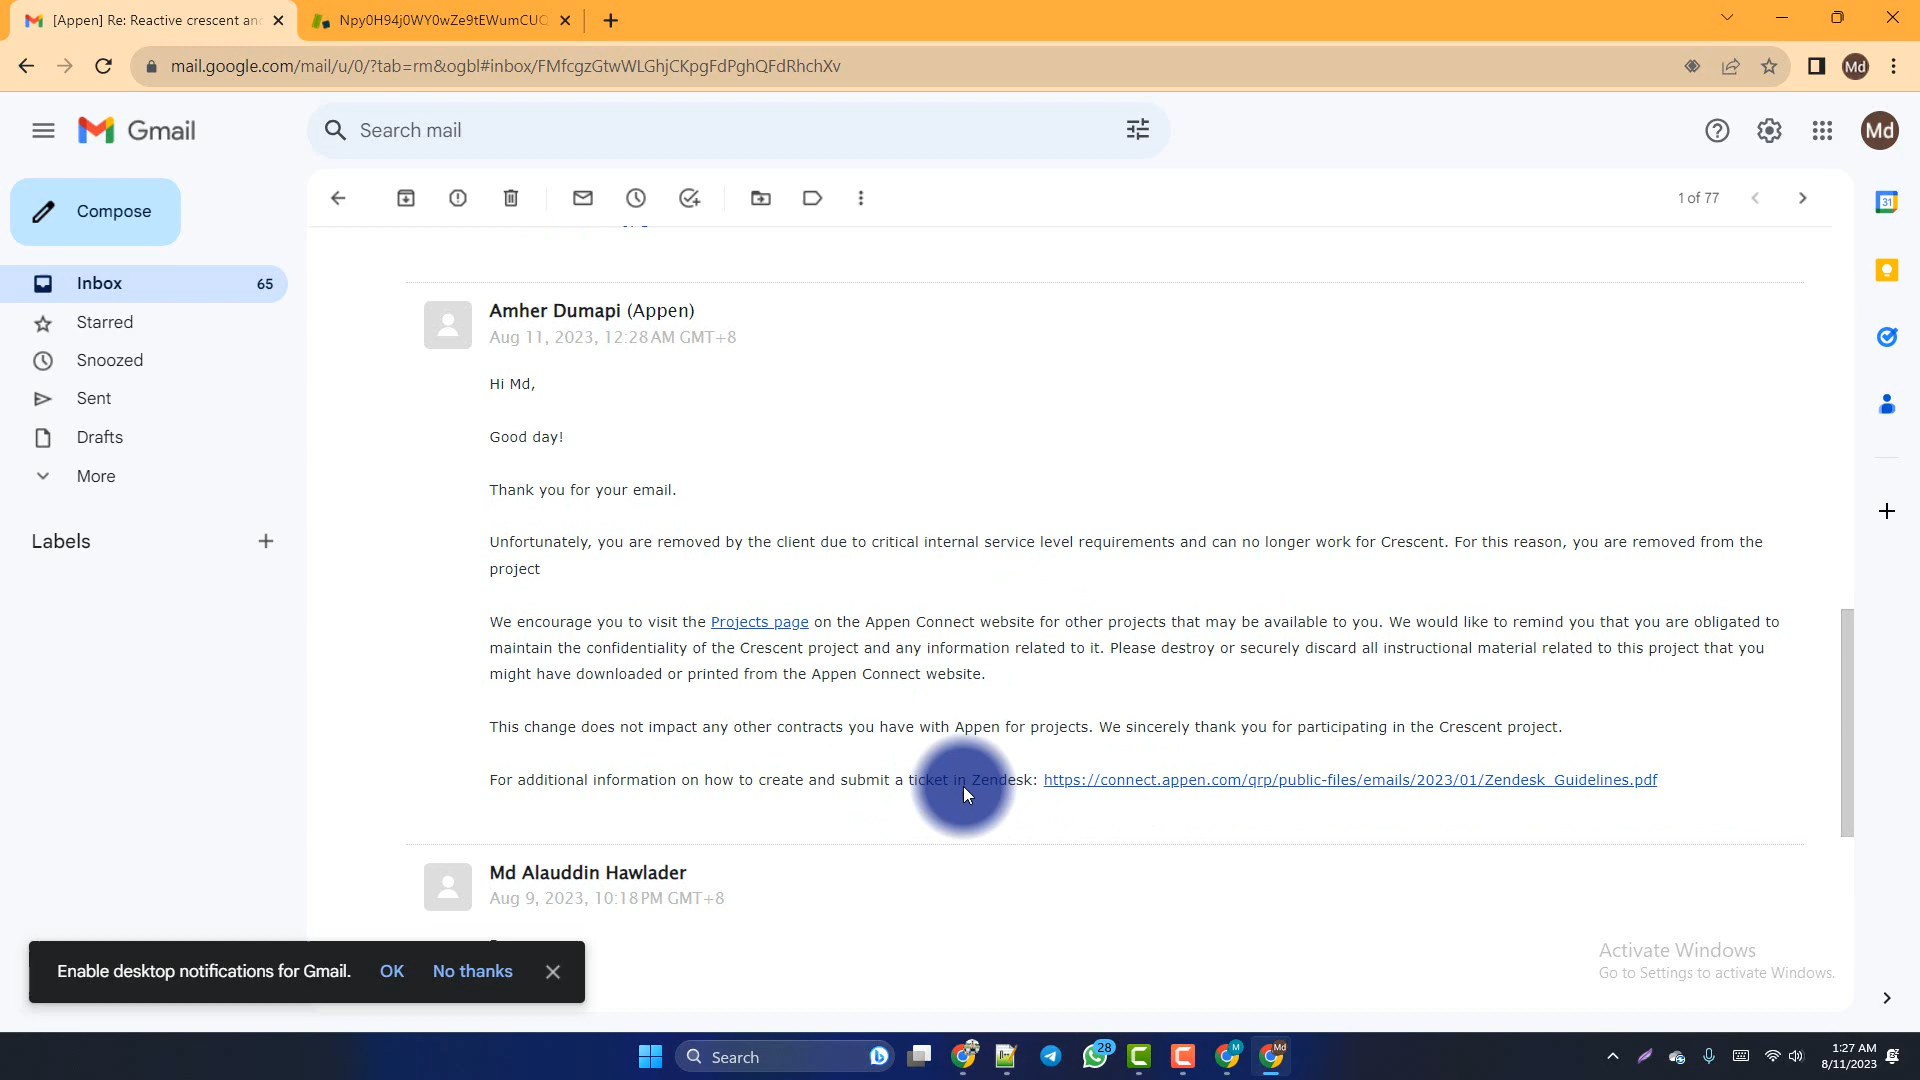 [Appen] Re: Reactive crescent an
Npy0H94j0WY0wZe9tEWumCUC
mail.google.com/mail/u/0/?tab=rm&ogbl#inbox/FMfcgzGtwWLGhjCKpgFdPghQFdRhchXv
Md
Gmail
Search mail
Md
Compose
1 of 77
Inbox 65
Starred
Snoozed
Sent
Drafts
More
Labels
31
Amher Dumapi (Appen)
Aug 11, 2023, 12:28 AM GMT+8
Hi Md,
Good day!
Thank you for your email.
Unfortunately, you are removed by the client due to critical internal service level requirements and can no longer work for Crescent. For this reason, you are removed from the
project
We encourage you to visit the Projects page on the Appen Connect website for other projects that may be available to you. We would like to remind you that you are obligated to
maintain the confidentiality of the Crescent project and any information related to it. Please destroy or securely discard all instructional material related to this project that you
might have downloaded or printed from the Appen Connect website.
This change does not impact any other contracts you have with Appen for projects. We sincerely thank you for participating in the Crescent project.
For additional information on how to create and submit a ticket in Zendesk: https://connect.appen.com/qrp/public-files/emails/2023/01/Zendesk_Guidelines.pdf
Md Alauddin Hawlader
Aug 9, 2023, 10:18 PM GMT+8
Enable desktop notifications for Gmail. OK No thanks
Activate Windows
Go to Settings to activate Windows.
Search
28
M
Md
1:27 AM
8/11/2023